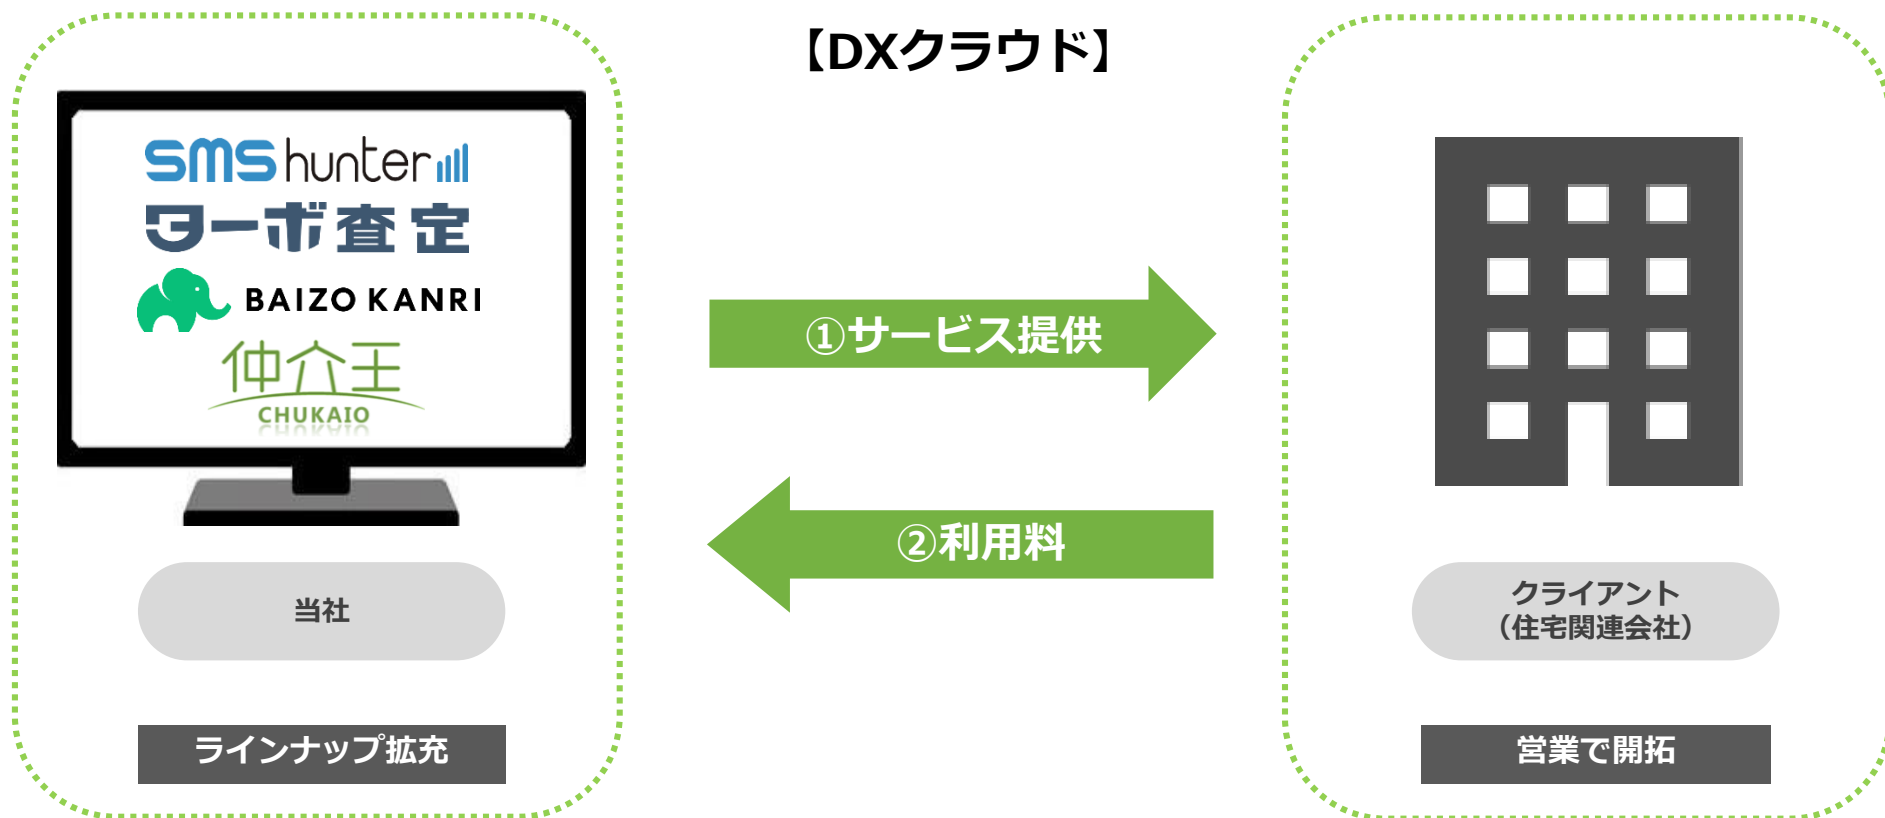 【DXクラウド】
SMS hunter
ターボ査定
BAIZO KANRI
仲介王
CHUKAIO
当社
ラインナップ拡充
①サービス提供
②利用料
クライアント
（住宅関連会社）
営業で開拓